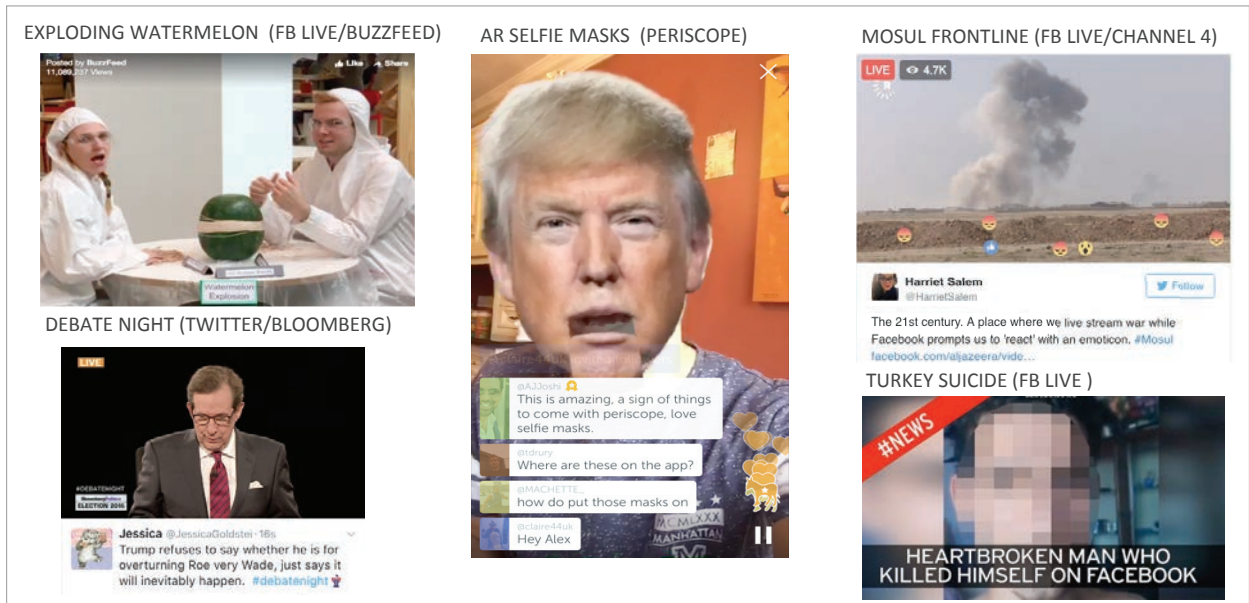 EXPLODING WATERMELON (FB LIVE/BUZZFEED)
Posted by BuzzFeed
11,089,237 Views
Like Share
Watermelon
Explosion
DEBATE NIGHT (TWITTER/BLOOMBERG)
LIVE
#DEBATENIGHT
BloombergPolitics
ELECTION 2016
Jessica @JessicaGoldstei · 16s
Trump refuses to say whether he is for
overturning Roe very Wade, just says it
will inevitably happen. #debatenight
AR SELFIE MASKS (PERISCOPE)
@AJJoshi
This is amazing, a sign of things
to come with periscope, love
selfie masks.
@tdrury
Where are these on the app?
@MACHETTE_
how do put those masks on
@claire44uk
Hey Alex
MCMLXXX
MANHATTAN
MOSUL FRONTLINE (FB LIVE/CHANNEL 4)
LIVE 4.7K
Harriet Salem
@HarrietSalem
Follow
The 21st century. A place where we live stream war while
Facebook prompts us to 'react' with an emoticon. #Mosul
facebook.com/aljazeera/vide...
TURKEY SUICIDE (FB LIVE )
#NEWS
HEARTBROKEN MAN WHO
KILLED HIMSELF ON FACEBOOK